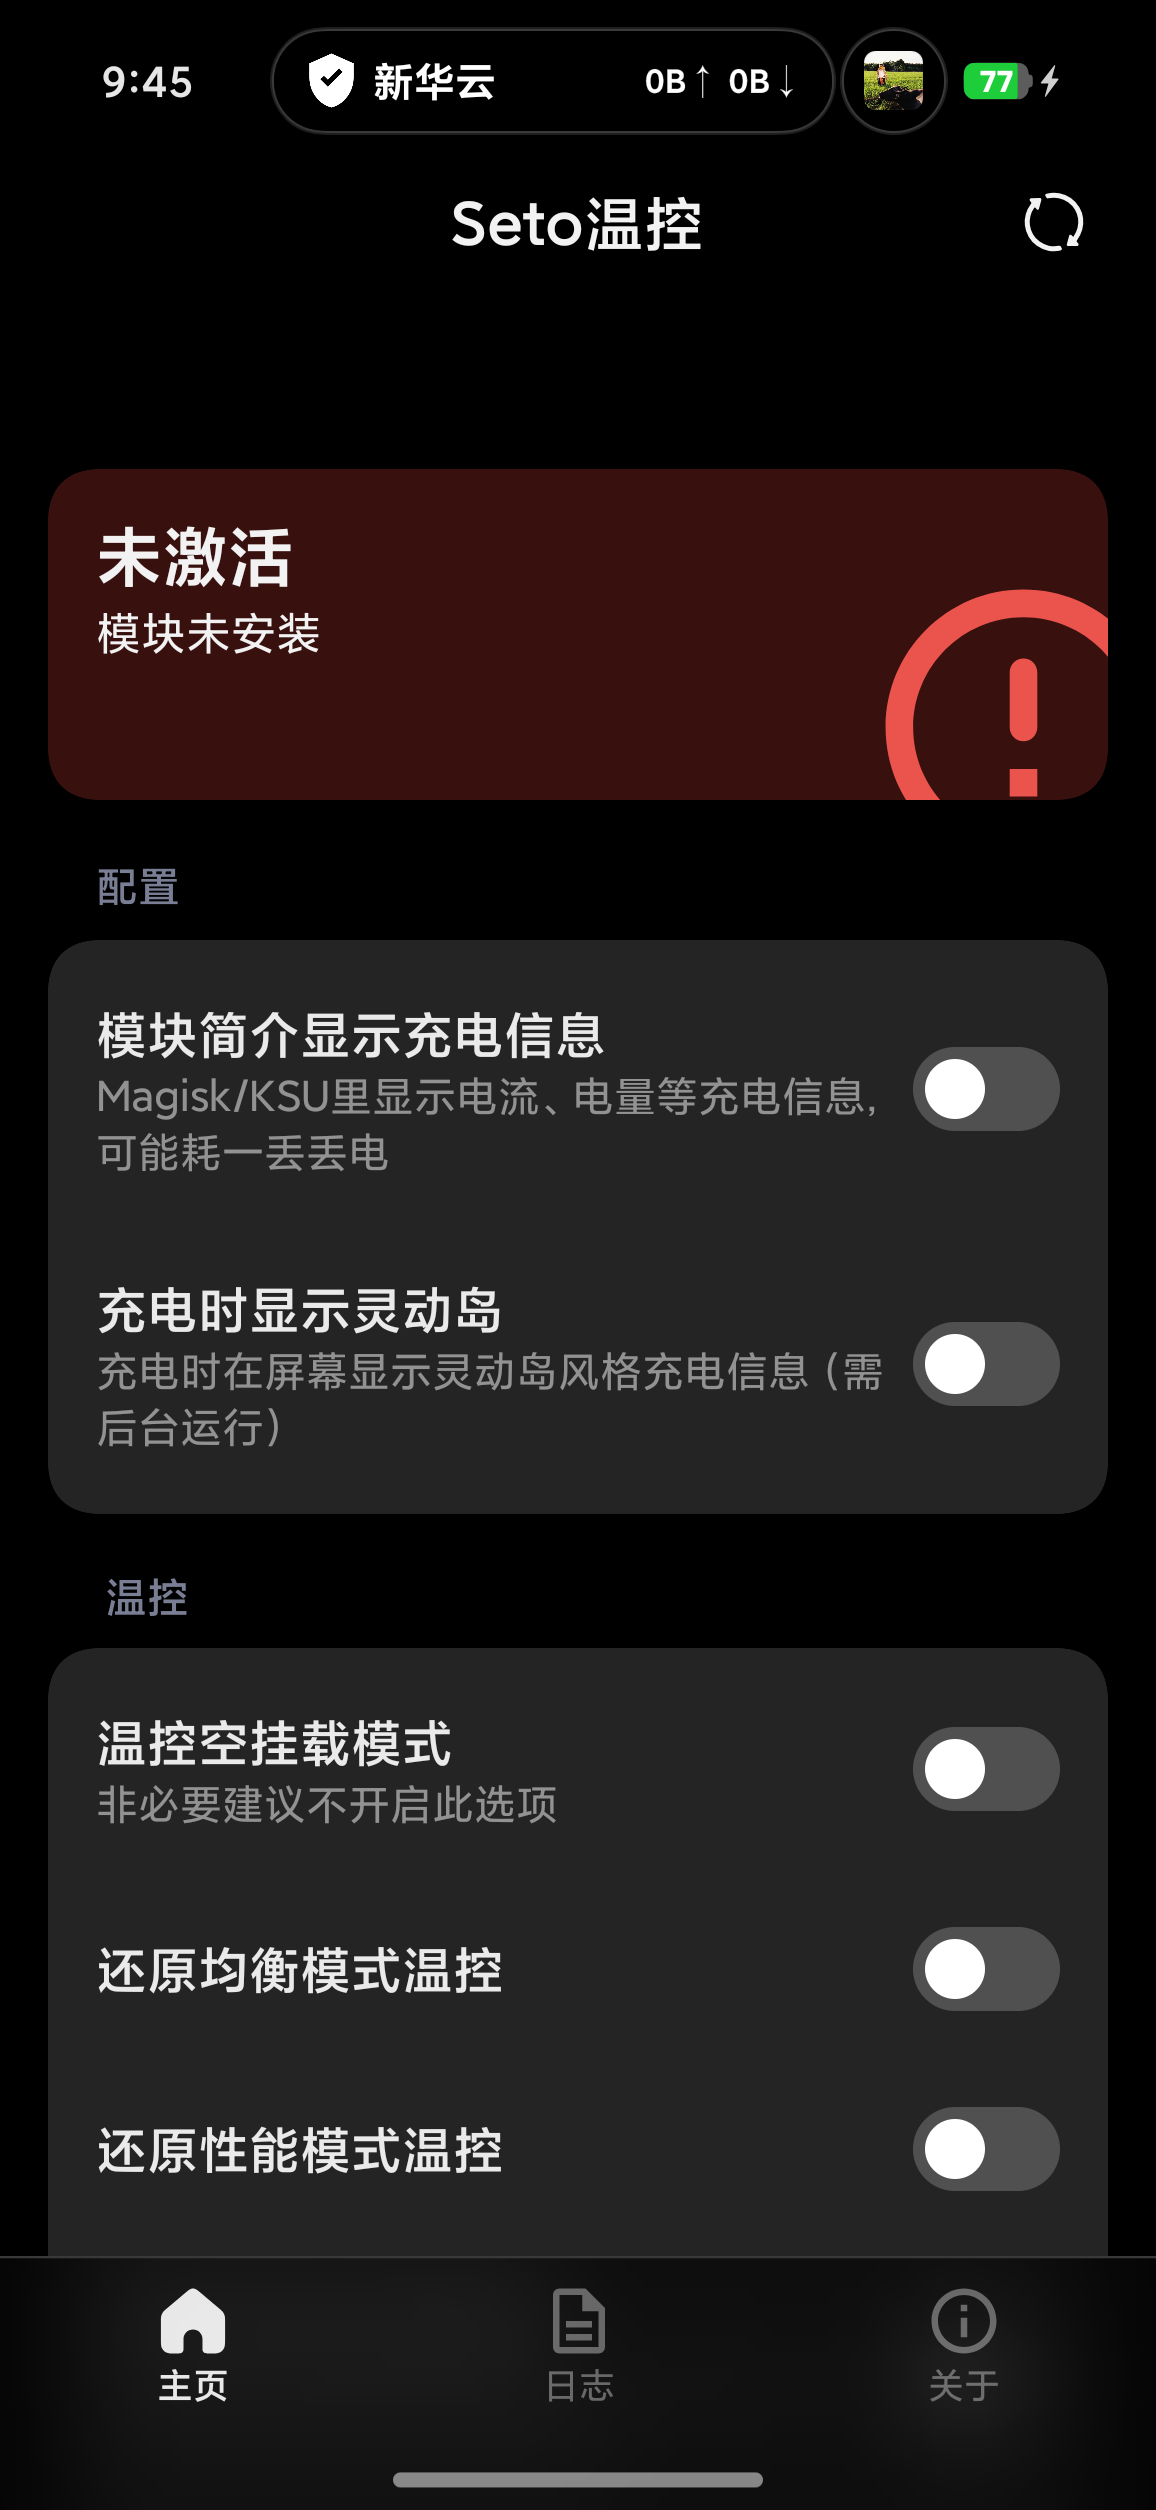 9:45
新华云
0B↑ 0B↓
77
Seto温控
未激活
模块未安装
配置
模块简介显示充电信息
Magisk/KSU里显示电流、电量等充电信息,
可能耗一丢丢电
充电时显示灵动岛
充电时在屏幕显示灵动岛风格充电信息（需
后台运行）
温控
温控空挂载模式
非必要建议不开启此选项
还原均衡模式温控
还原性能模式温控
主页
日志
关于